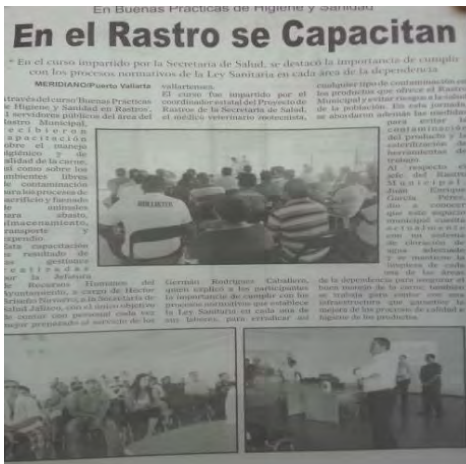 En Buenas Prácticas de Higiene y Sanidad
En el Rastro se Capacitan
* En el curso impartido por la Secretaría de Salud, se destacó la importancia de cumplir
con los procesos normativos de la Ley Sanitaria en cada área de la dependencia
MERIDIANO/Puerto Vallarta
A través del curso 'Buenas Prácticas
de Higiene y Sanidad en Rastros',
servidores públicos del área del
Rastro Municipal,
recibieron
capacitación
sobre el manejo
higiénico y de
calidad de la carne,
así como sobre los
ambientes libres
de contaminación
para los procesos de
sacrificio y faenado
de animales
para abasto,
almacenamiento,
transporte y
expendio.
Esta capacitación
es resultado de
las gestiones
realizadas
por la Jefatura
de Recursos Humanos del
Ayuntamiento, a cargo de Héctor
a la Secretaría de
Salud Jalisco, con el único objetivo
de contar con personal cada vez
mejor preparado al servicio de los
vallartenses.
El curso fue impartido por el
coordinador estatal del Proyecto de
Rastros de la Secretaría de Salud,
el médico veterinario zootecnista,
HOLLISTER
Germán Rodríguez Caballero,
quien explicó a los participantes
la importancia de cumplir con los
procesos normativos que establece
la Ley Sanitaria en cada una de
sus labores, para erradicar así
cualquier tipo de contaminación en
los productos que ofrece el Rastro
Municipal y evitar riesgos a la salud
de la población. En esta jornada
se abordaron además las medidas
para evitar
contaminación
del producto y la
esterilización de
herramientas de
trabajo.
Al respecto el
jefe del Rastro
Municipal,
Juan Enrique
García Pérez,
dio a conocer
que este espacio
municipal cuenta
actualmente
con un sistema
de cloración de
agua adecuado
y se mantiene la
limpieza de cada
una de las áreas
de la dependencia para asegurar el
buen manejo de la carne; también
se trabaja para contar con una
infraestructura que garantice la
mejora de los procesos de calidad e
higiene de los productos.